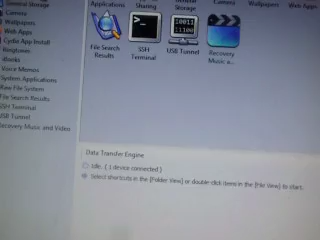 General Storage
Camera
Wallpapers
Web Apps
Cydia App Install
Ringtones
iBooks
Voice Memos
System Applications
Raw File System
File Search Results
SSH Terminal
USB Tunnel
Recovery Music and Video
Applications
Sharing
Storage
Camera
Wallpapers
Web Apps
File Search
Results
>_
SSH
Terminal
10011
11100
USB Tunnel
Recovery
Music a...
Data Transfer Engine
Idle. ( 1 device connected )
Select shortcuts in the [Folder View] or double click items in the [File View] to start.